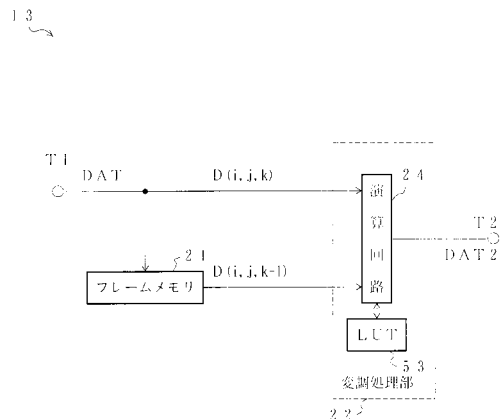 １３
T1
DAT
D(i,j,k)
２４
演算回路
T2
DAT2
２１
フレームメモリ
D(i,j,k-1)
LUT
５３
変調処理部
２２